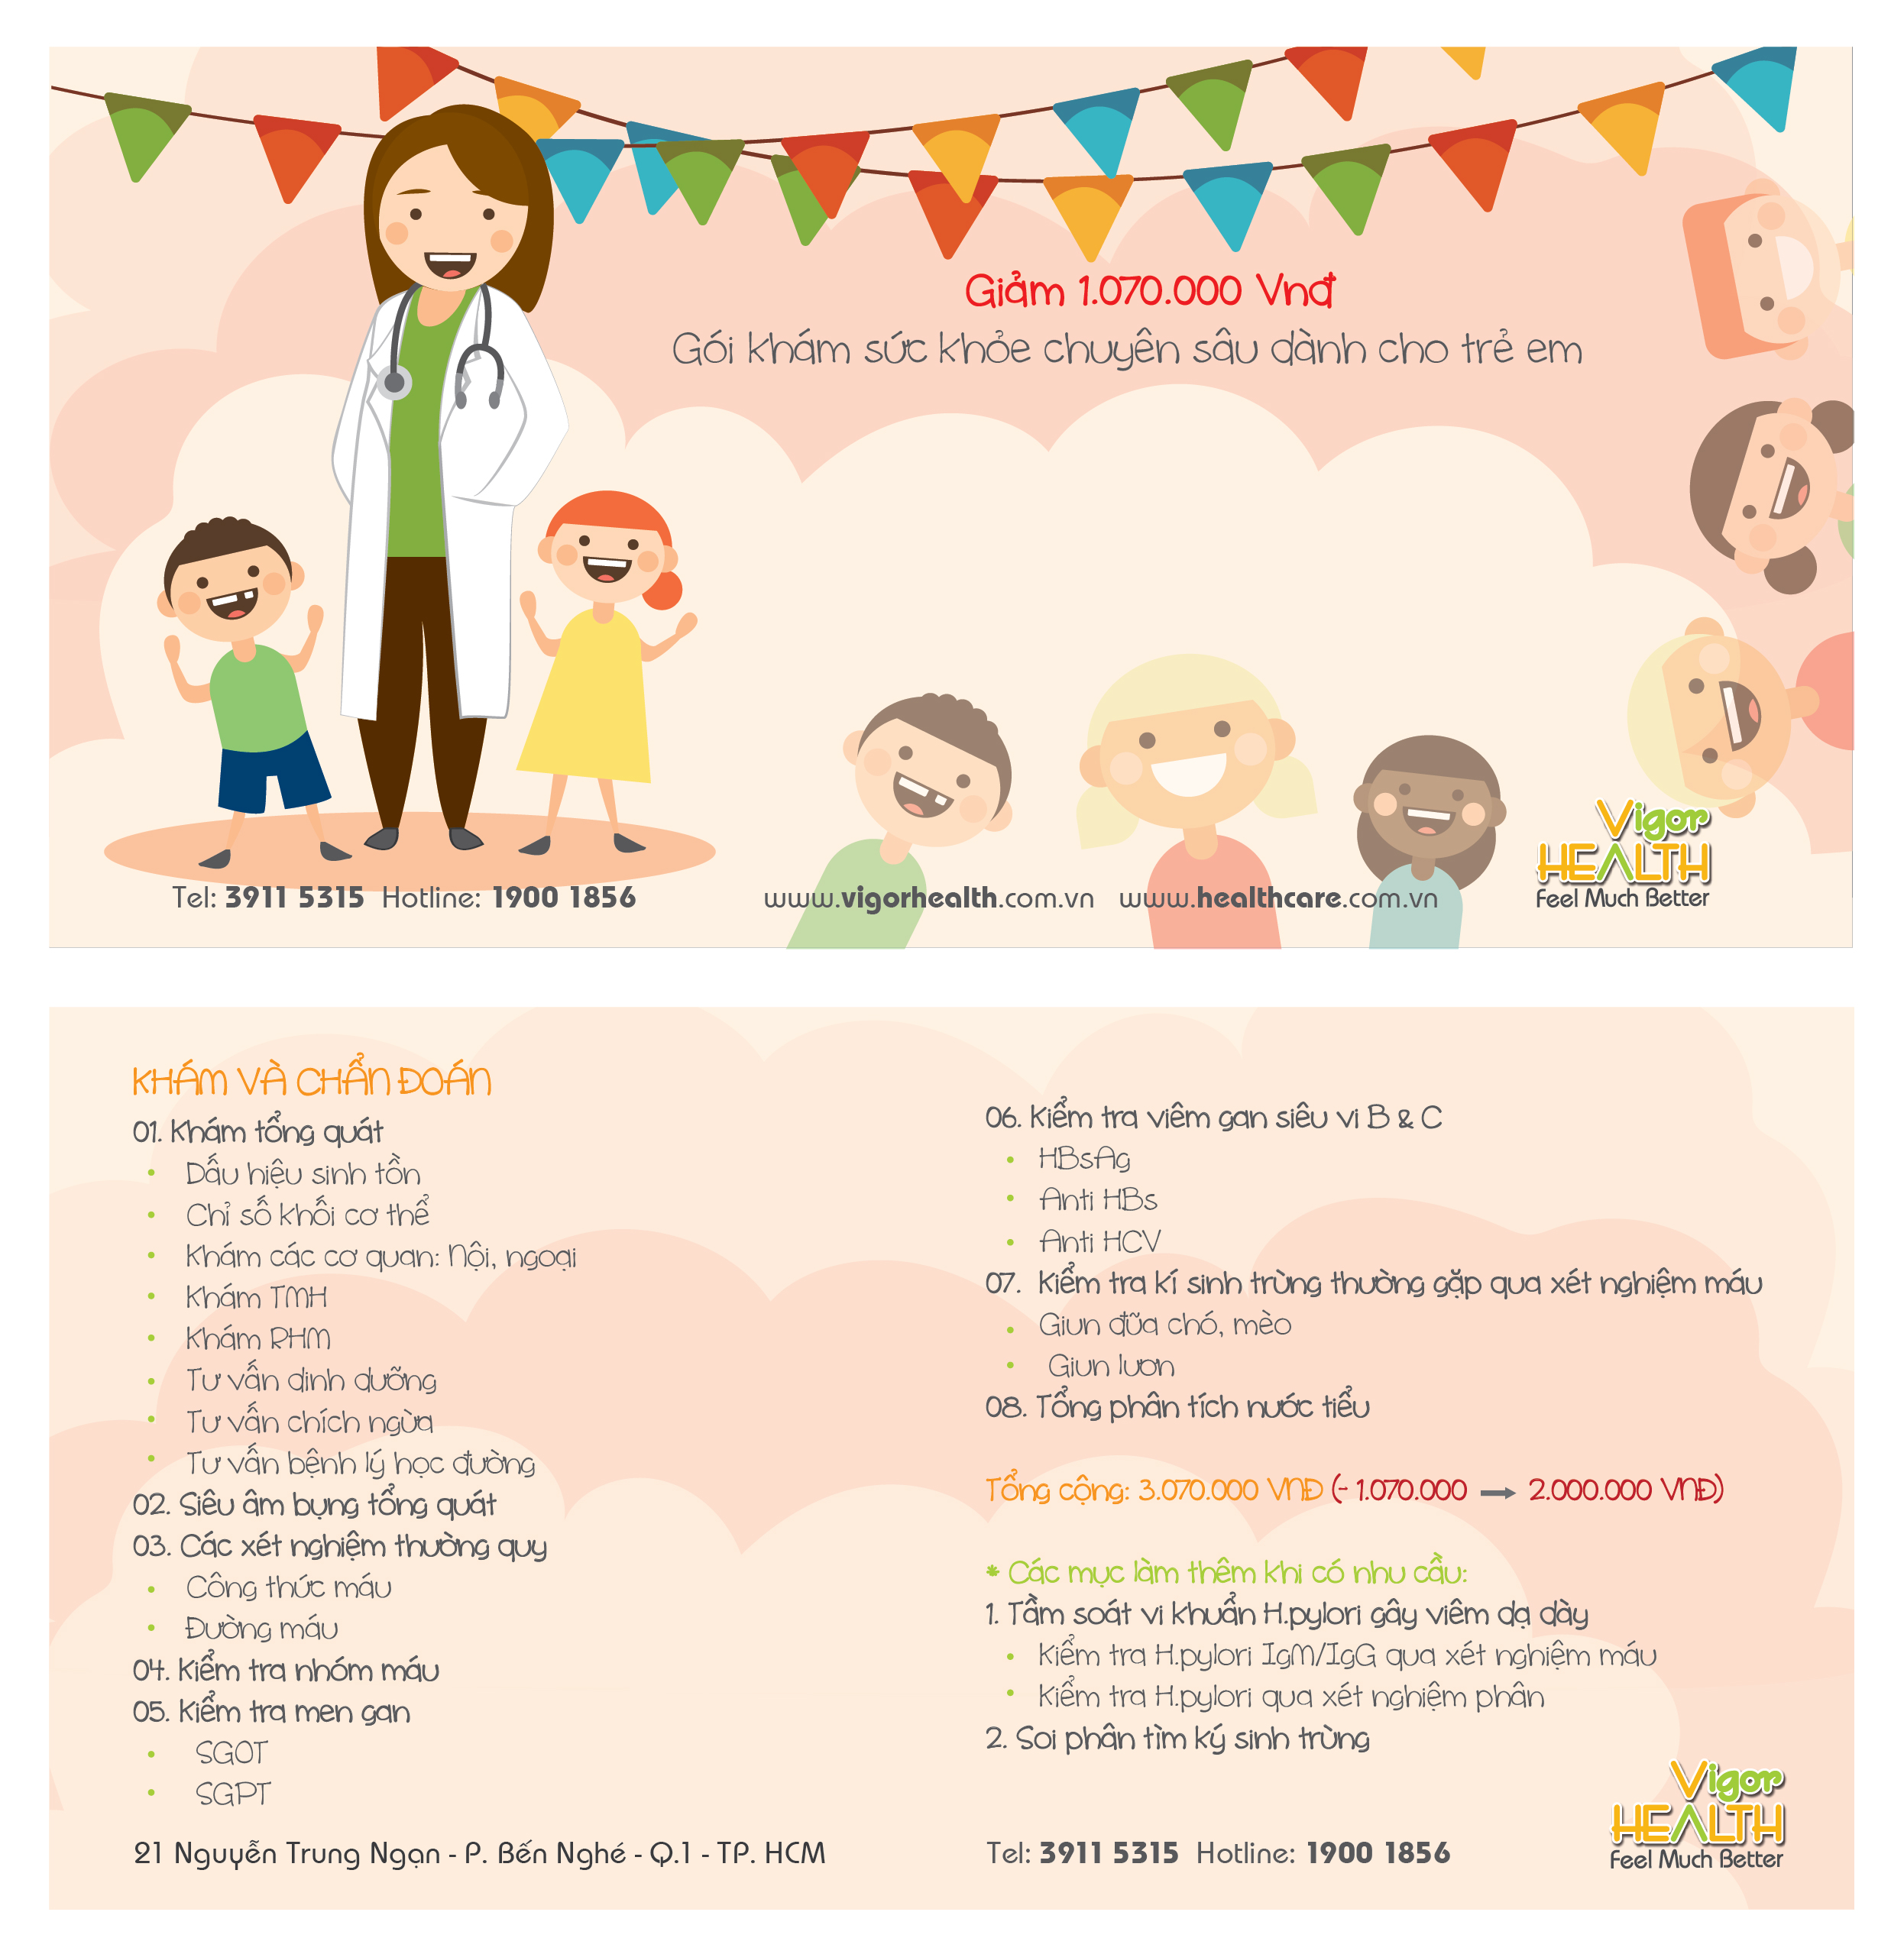 Giảm 1.070.000 Vnđ
Gói khám sức khỏe chuyên sâu dành cho trẻ em
Tel: 3911 5315 Hotline: 1900 1856
www.vigorhealth.com.vn www.healthcare.com.vn
Vigor
HEALTH
Feel Much Better
KHÁM VÀ CHẨN ĐOÁN
01. Khám tổng quát
• Dấu hiệu sinh tồn
• Chỉ số khối cơ thể
• Khám các cơ quan: Nội, ngoại
• Khám TMH
• Khám RHM
• Tư vấn dinh dưỡng
• Tư vấn chích ngừa
• Tư vấn bệnh lý học đường
02. Siêu âm bụng tổng quát
03. Các xét nghiệm thường quy
• Công thức máu
• Đường máu
04. Kiểm tra nhóm máu
05. Kiểm tra men gan
• SGOT
• SGPT
06. Kiểm tra viêm gan siêu vi B & C
• HBsAg
• Anti HBs
• Anti HCV
07. Kiểm tra kí sinh trùng thường gặp qua xét nghiệm máu
• Giun đũa chó, mèo
• Giun lươn
08. Tổng phân tích nước tiểu
Tổng cộng: 3.070.000 VNĐ (- 1.070.000 → 2.000.000 VNĐ)
* Các mục làm thêm khi có nhu cầu:
1. Tầm soát vi khuẩn H.pylori gây viêm dạ dày
• Kiểm tra H.pylori IgM/IgG qua xét nghiệm máu
• Kiểm tra H.pylori qua xét nghiệm phân
2. Soi phân tìm ký sinh trùng
21 Nguyễn Trung Ngạn - P. Bến Nghé - Q.1 - TP. HCM
Tel: 3911 5315 Hotline: 1900 1856
Vigor
HEALTH
Feel Much Better